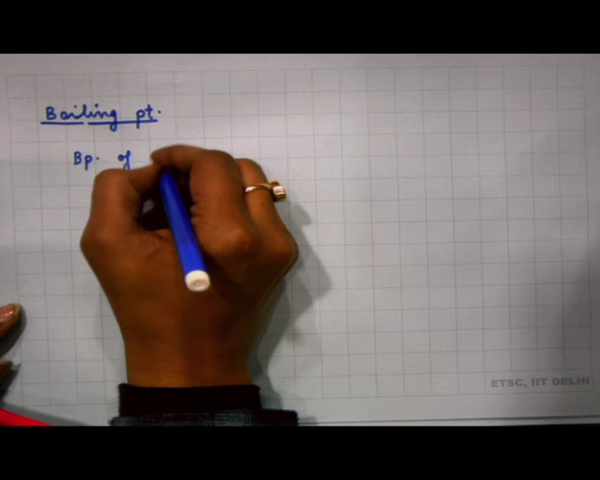 Boiling pt.
Bp. of
ETSC, IIT DELHI